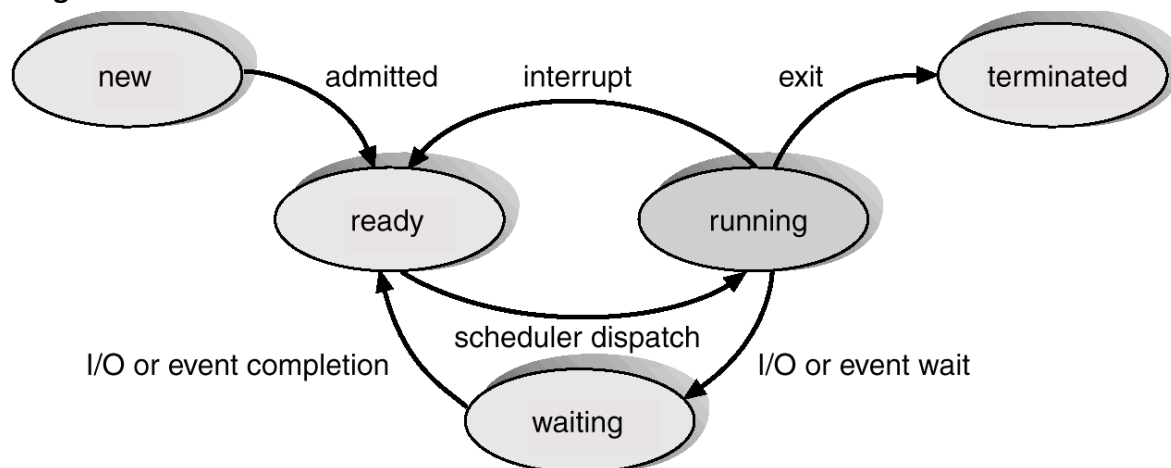 new
admitted
interrupt
exit
terminated
ready
running
scheduler dispatch
I/O or event completion
I/O or event wait
waiting